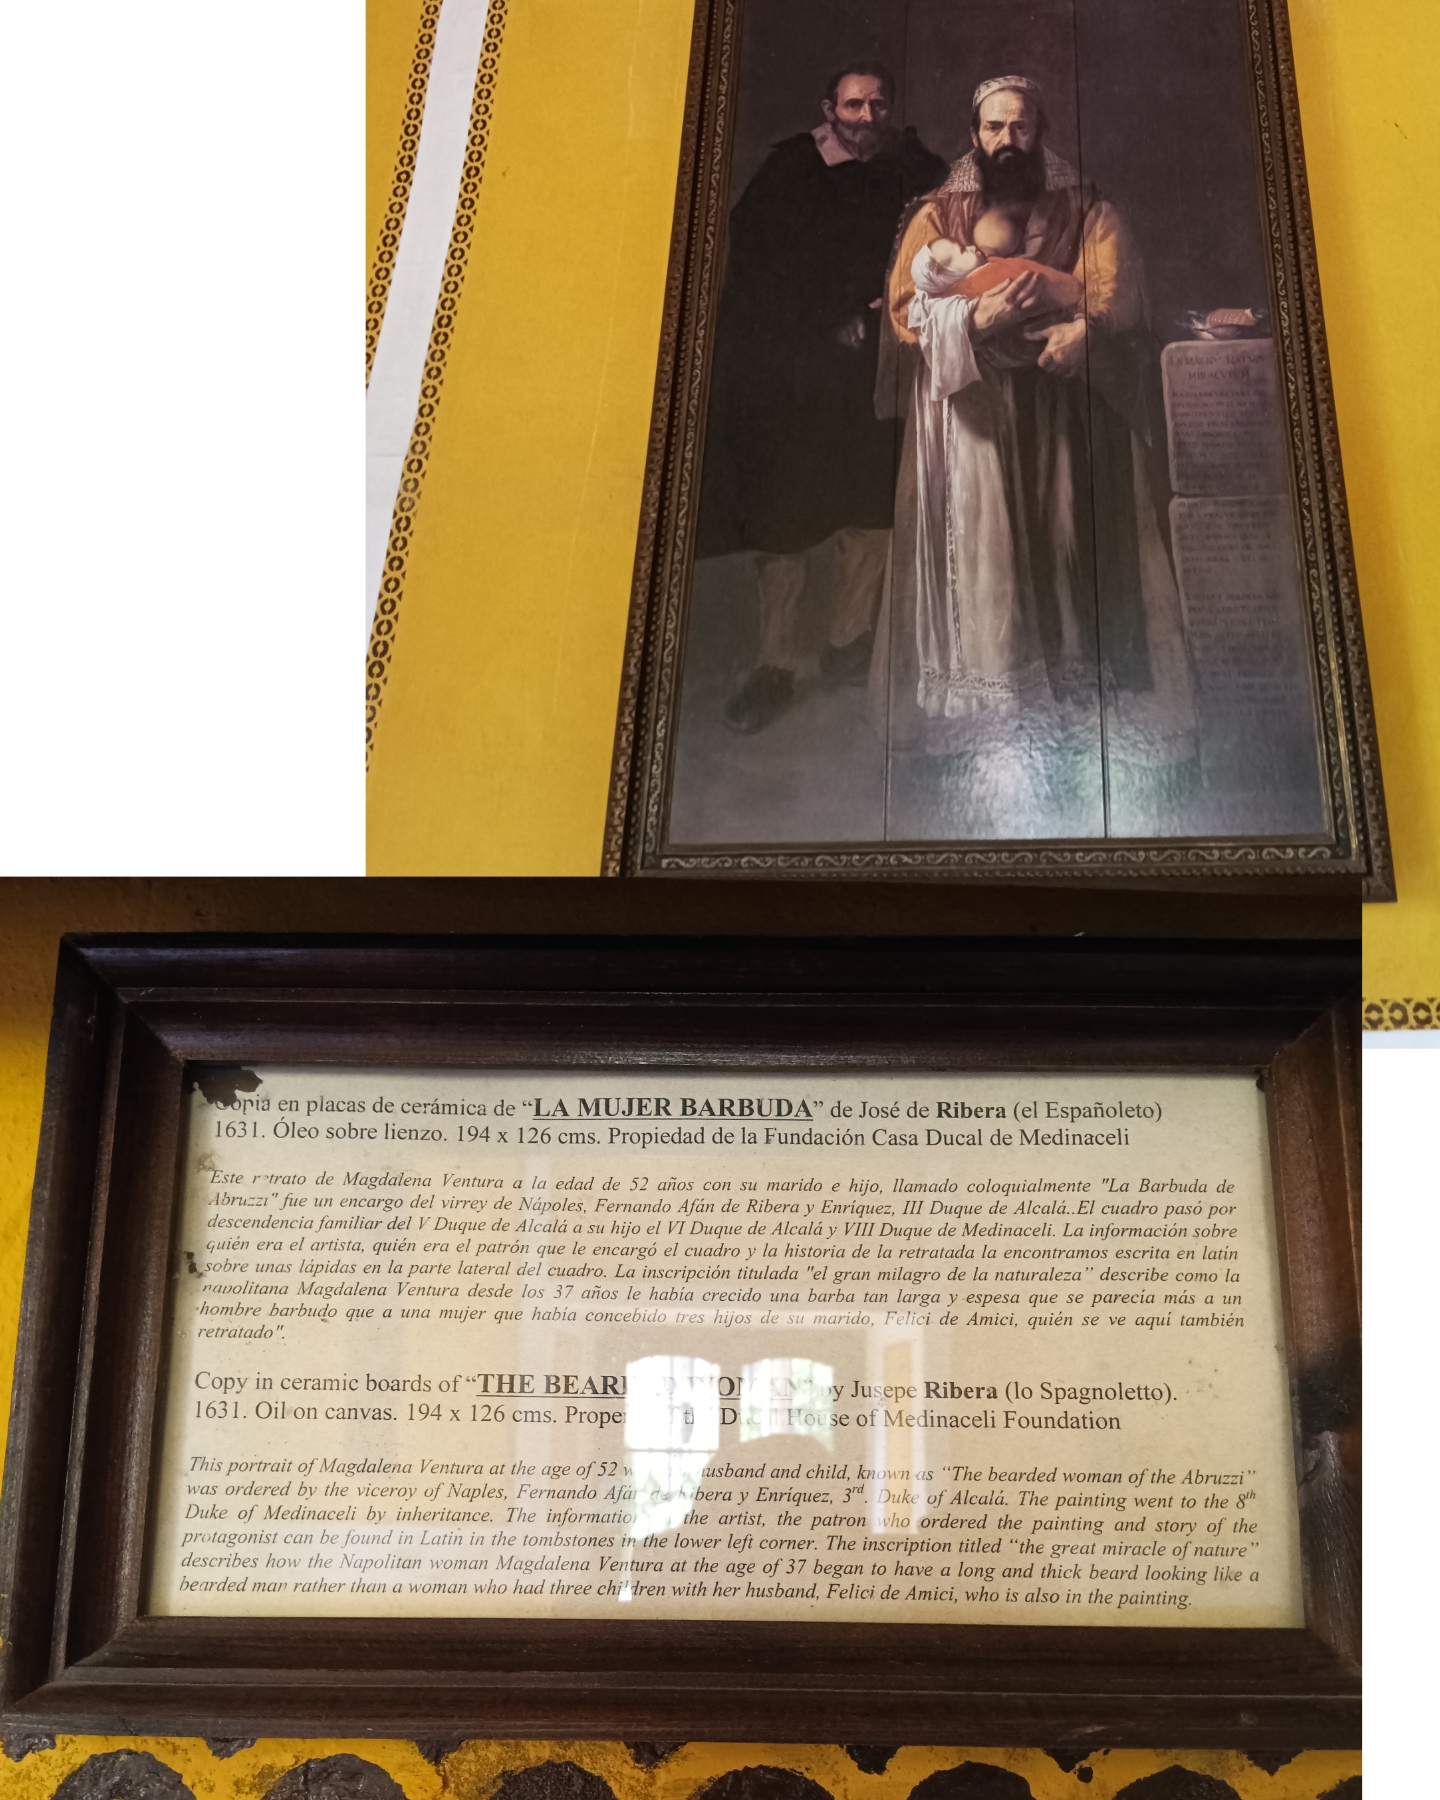 Copia en placas de cerámica de “LA MUJER BARBUDA” de José de Ribera (el Españoleto)
1631. Óleo sobre lienzo. 194 x 126 cms. Propiedad de la Fundación Casa Ducal de Medinaceli
Este retrato de Magdalena Ventura a la edad de 52 años con su marido e hijo, llamado coloquialmente "La Barbuda de
Abruzzi" fue un encargo del virrey de Nápoles, Fernando Afán de Ribera y Enríquez, III Duque de Alcalá..El cuadro pasó por
descendencia familiar del V Duque de Alcalá a su hijo el VI Duque de Alcalá y VIII Duque de Medinaceli. La información sobre
quién era el artista, quién era el patrón que le encargó el cuadro y la historia de la retratada la encontramos escrita en latín
sobre unas lápidas en la parte lateral del cuadro. La inscripción titulada "el gran milagro de la naturaleza” describe como la
napolitana Magdalena Ventura desde los 37 años le había crecido una barba tan larga y espesa que se parecía más a un
hombre barbudo que a una mujer que había concebido tres hijos de su marido, Felici de Amici, quién se ve aquí también
retratado".
Copy in ceramic boards of “THE BEARDED WOMAN” by Jusepe Ribera (lo Spagnoletto).
1631. Oil on canvas. 194 x 126 cms. Property of the Ducal House of Medinaceli Foundation
This portrait of Magdalena Ventura at the age of 52 husband and child, known as “The bearded woman of the Abruzzi”
was ordered by the viceroy of Naples, Fernando Afán de Ribera y Enríquez, 3rd. Duke of Alcalá. The painting went to the 8th
Duke of Medinaceli by inheritance. The information the artist, the patron who ordered the painting and story of the
protagonist can be found in Latin in the tombstones in the lower left corner. The inscription titled “the great miracle of nature”
describes how the Napolitan woman Magdalena Ventura at the age of 37 began to have a long and thick beard looking like a
bearded man rather than a woman who had three children with her husband, Felici de Amici, who is also in the painting.